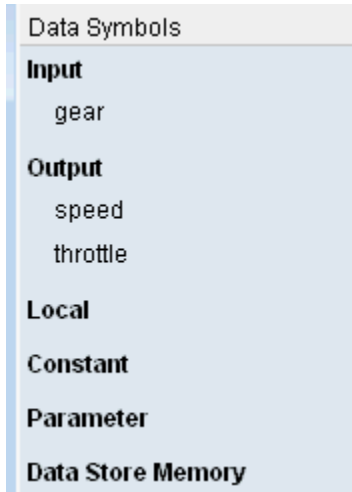 Data Symbols
Input
gear
Output
speed
throttle
Local
Constant
Parameter
Data Store Memory